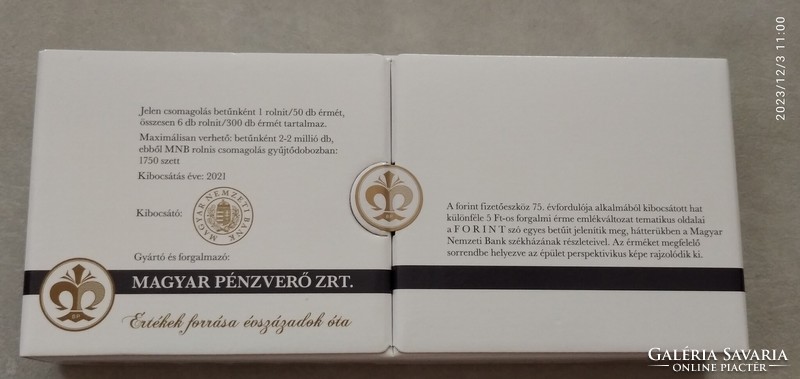 Jelen csomagolás betűnként 1 rolnit/50 db érmét,
összesen 6 db rolnit/300 db érmét tartalmaz.
Maximálisan verhető: betűnként 2-2 millió db,
ebből MNB rolnis csomagolás gyűjtődobozban:
1750 szett
Kibocsátás éve: 2021
Kibocsátó:
MAGYAR NEMZETI BANK
Gyártó és forgalmazó:
MAGYAR PÉNZVERŐ ZRT.
BP
Értékek forrása évszázadok óta
BP
A forint fizetőeszköz 75. évfordulója alkalmából kibocsátott hat
különféle 5 Ft-os forgalmi érme emlékváltozat tematikus oldalai
a FORINT szó egyes betűit jelenítik meg, hátterükben a Magyar
Nemzeti Bank székházának részleteivel. Az érméket megfelelő
sorrendbe helyezve az épület perspektivikus képe rajzolódik ki.
2023/12/3 11:00
GALÉRIA SAVARIA
ONLINE PIACTÉR